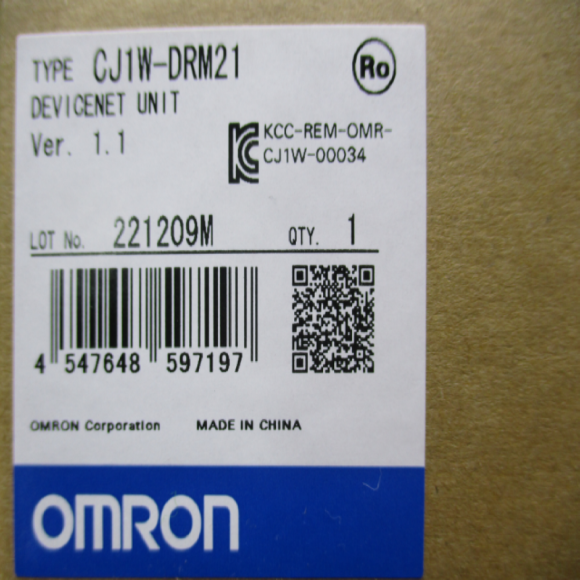 TYPE CJ1W-DRM21
Ro
DEVICENET UNIT
Ver. 1.1
KC
KCC-REM-OMR-
CJ1W-00034
LOT No. 221209M QTY. 1
4 547648 597197
OMRON Corporation MADE IN CHINA
OMRON